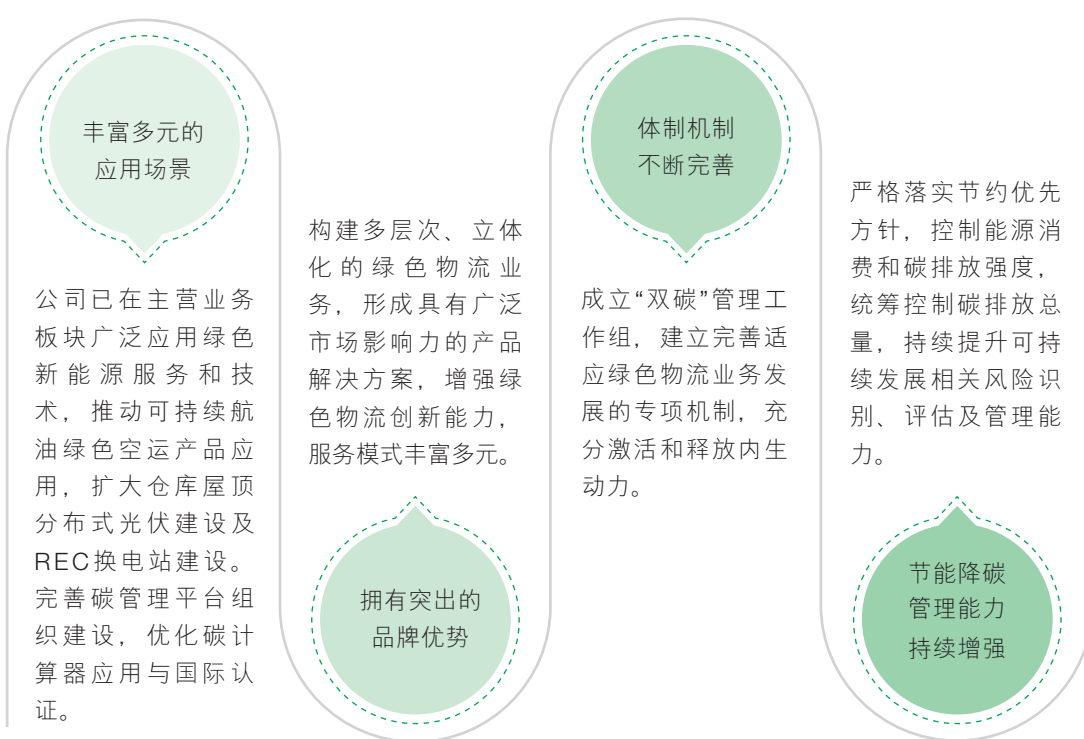 丰富多元的
应用场景
公司已在主营业务
板块广泛应用绿色
新能源服务和技
术，推动可持续航
油绿色空运产品应
用，扩大仓库屋顶
分布式光伏建设及
REC换电站建设。
完善碳管理平台组
织建设，优化碳计
算器应用与国际认
证。
构建多层次、立体
化的绿色物流业
务，形成具有广泛
市场影响力的产品
解决方案，增强绿
色物流创新能力，
服务模式丰富多元。
拥有突出的
品牌优势
体制机制
不断完善
成立“双碳”管理工
作组，建立完善适
应绿色物流业务发
展的专项机制，充
分激活和释放内生
动力。
严格落实节约优先
方针，控制能源消
费和碳排放强度，
统筹控制碳排放总
量，持续提升可持
续发展相关风险识
别、评估及管理能
力。
节能降碳
管理能力
持续增强